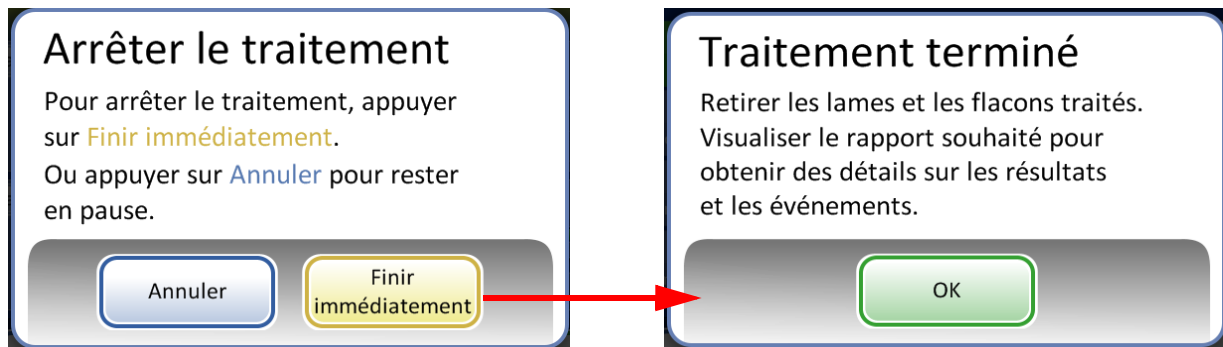 Arrêter le traitement
Pour arrêter le traitement, appuyer
sur Finir immédiatement.
Ou appuyer sur Annuler pour rester
en pause.
Annuler
Finir
immédiatement
Traitement terminé
Retirer les lames et les flacons traités.
Visualiser le rapport souhaité pour
obtenir des détails sur les résultats
et les événements.
OK